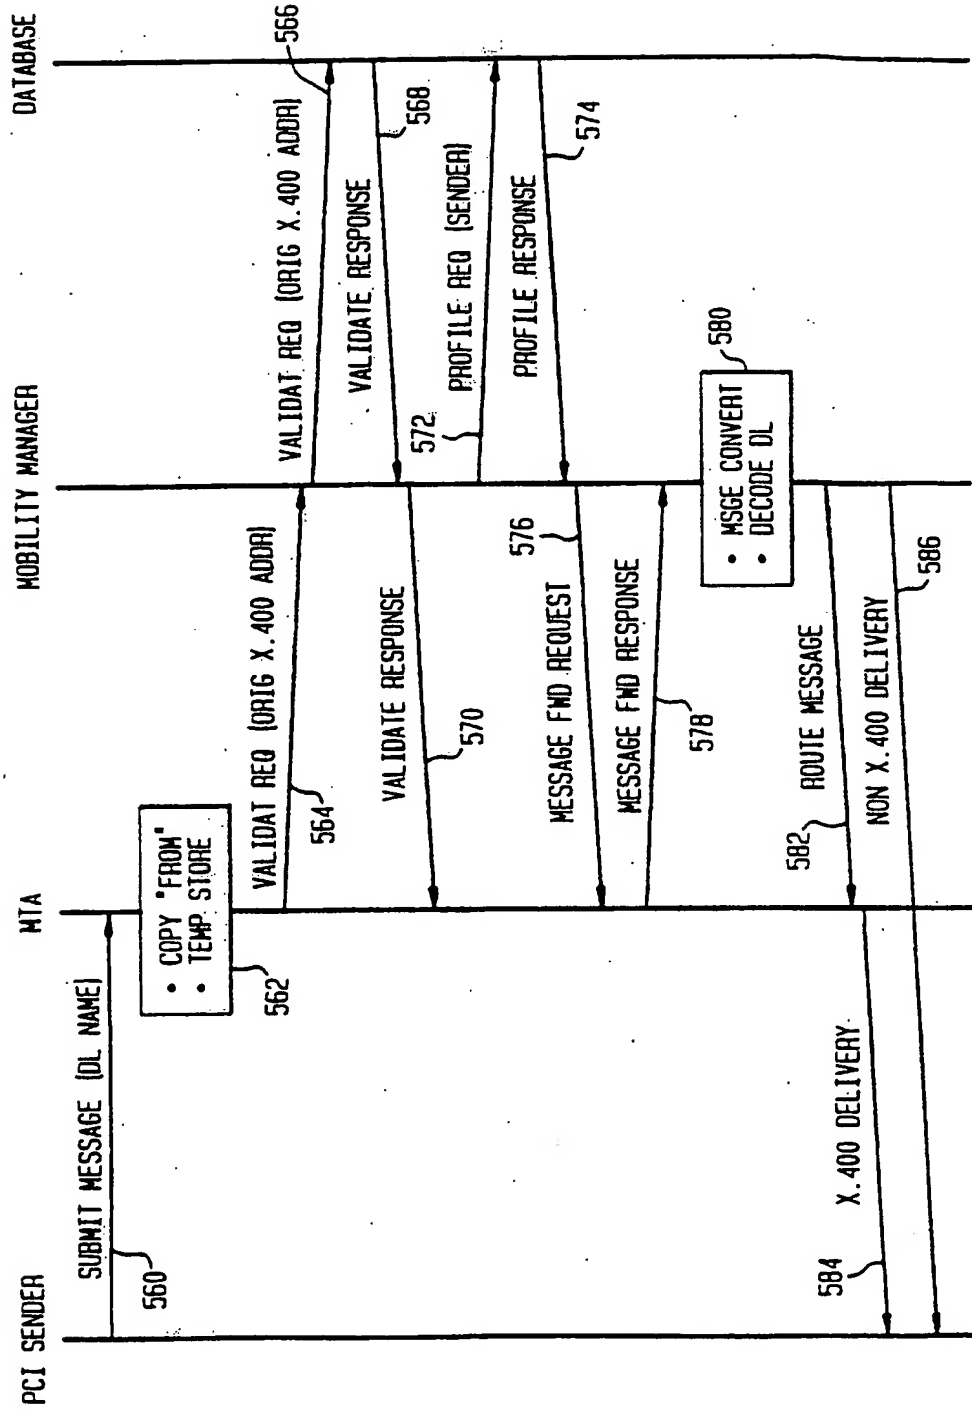 PCI SENDER
MTA
MOBILITY MANAGER
DATABASE
SUBMIT MESSAGE (DL NAME)
560
• COPY "FROM"
• TEMP STORE
562
VALIDAT REQ (ORIG X.400 ADDR)
564
VALIDAT REQ (ORIG X.400 ADDR)
566
VALIDATE RESPONSE
568
VALIDATE RESPONSE
570
PROFILE REQ (SENDER)
572
PROFILE RESPONSE
574
MESSAGE FWD REQUEST
576
MESSAGE FWD RESPONSE
578
• MSGE CONVERT
• DECODE DL
580
ROUTE MESSAGE
582
X.400 DELIVERY
584
NON X.400 DELIVERY
586